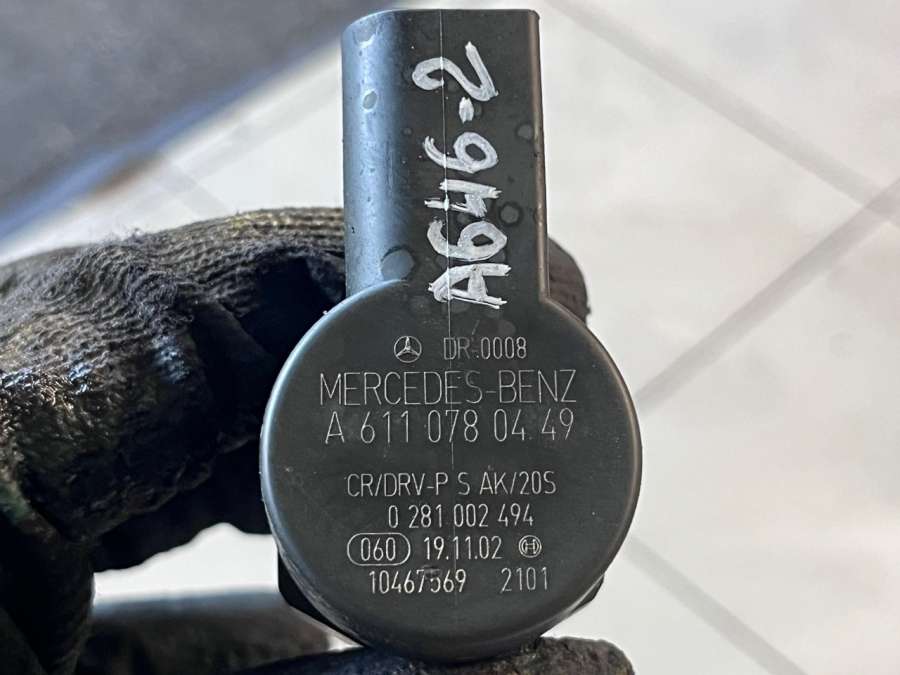 A646-2
DR-0008
MERCEDES-BENZ
A 611 078 04 49
CR/DRV-P S AK/20S
0 281 002 494
060 19.11.02
10467569 2101